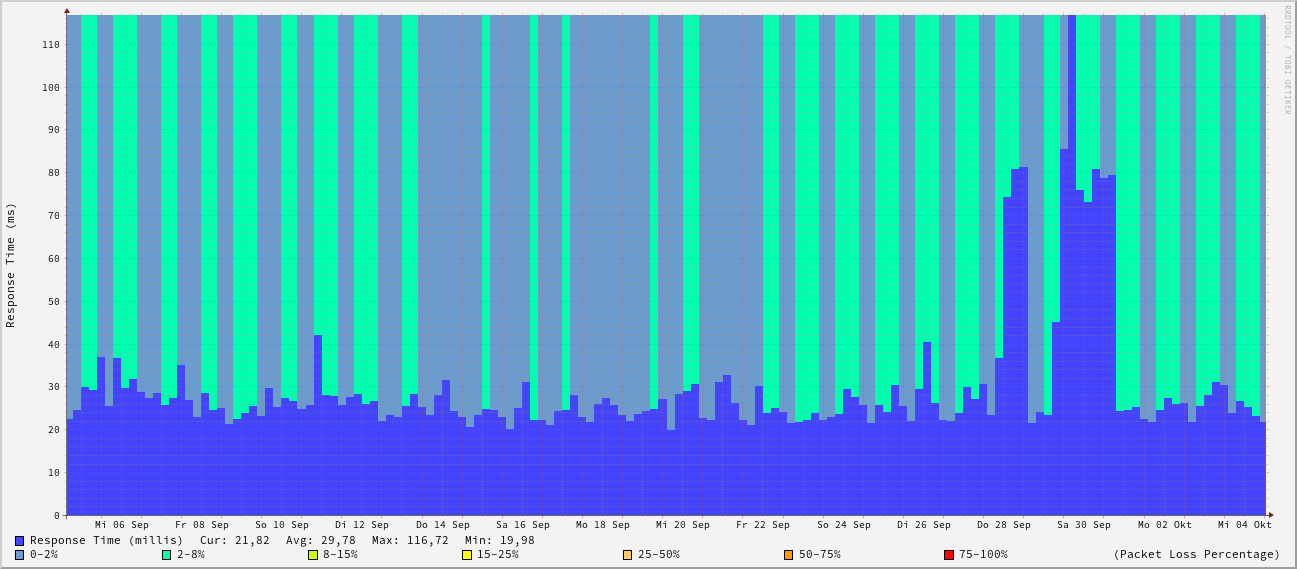 RRDTOOL / TOBI OETIKER
Response Time (ms)
110
100
90
80
70
60
50
40
30
20
10
0
Mi 06 Sep Fr 08 Sep So 10 Sep Di 12 Sep Do 14 Sep Sa 16 Sep Mo 18 Sep Mi 20 Sep Fr 22 Sep So 24 Sep Di 26 Sep Do 28 Sep Sa 30 Sep Mo 02 Okt Mi 04 Okt
Response Time (millis) Cur: 21,82 Avg: 29,78 Max: 116,72 Min: 19,98
0-2% 2-8% 8-15% 15-25% 25-50% 50-75% 75-100% (Packet Loss Percentage)